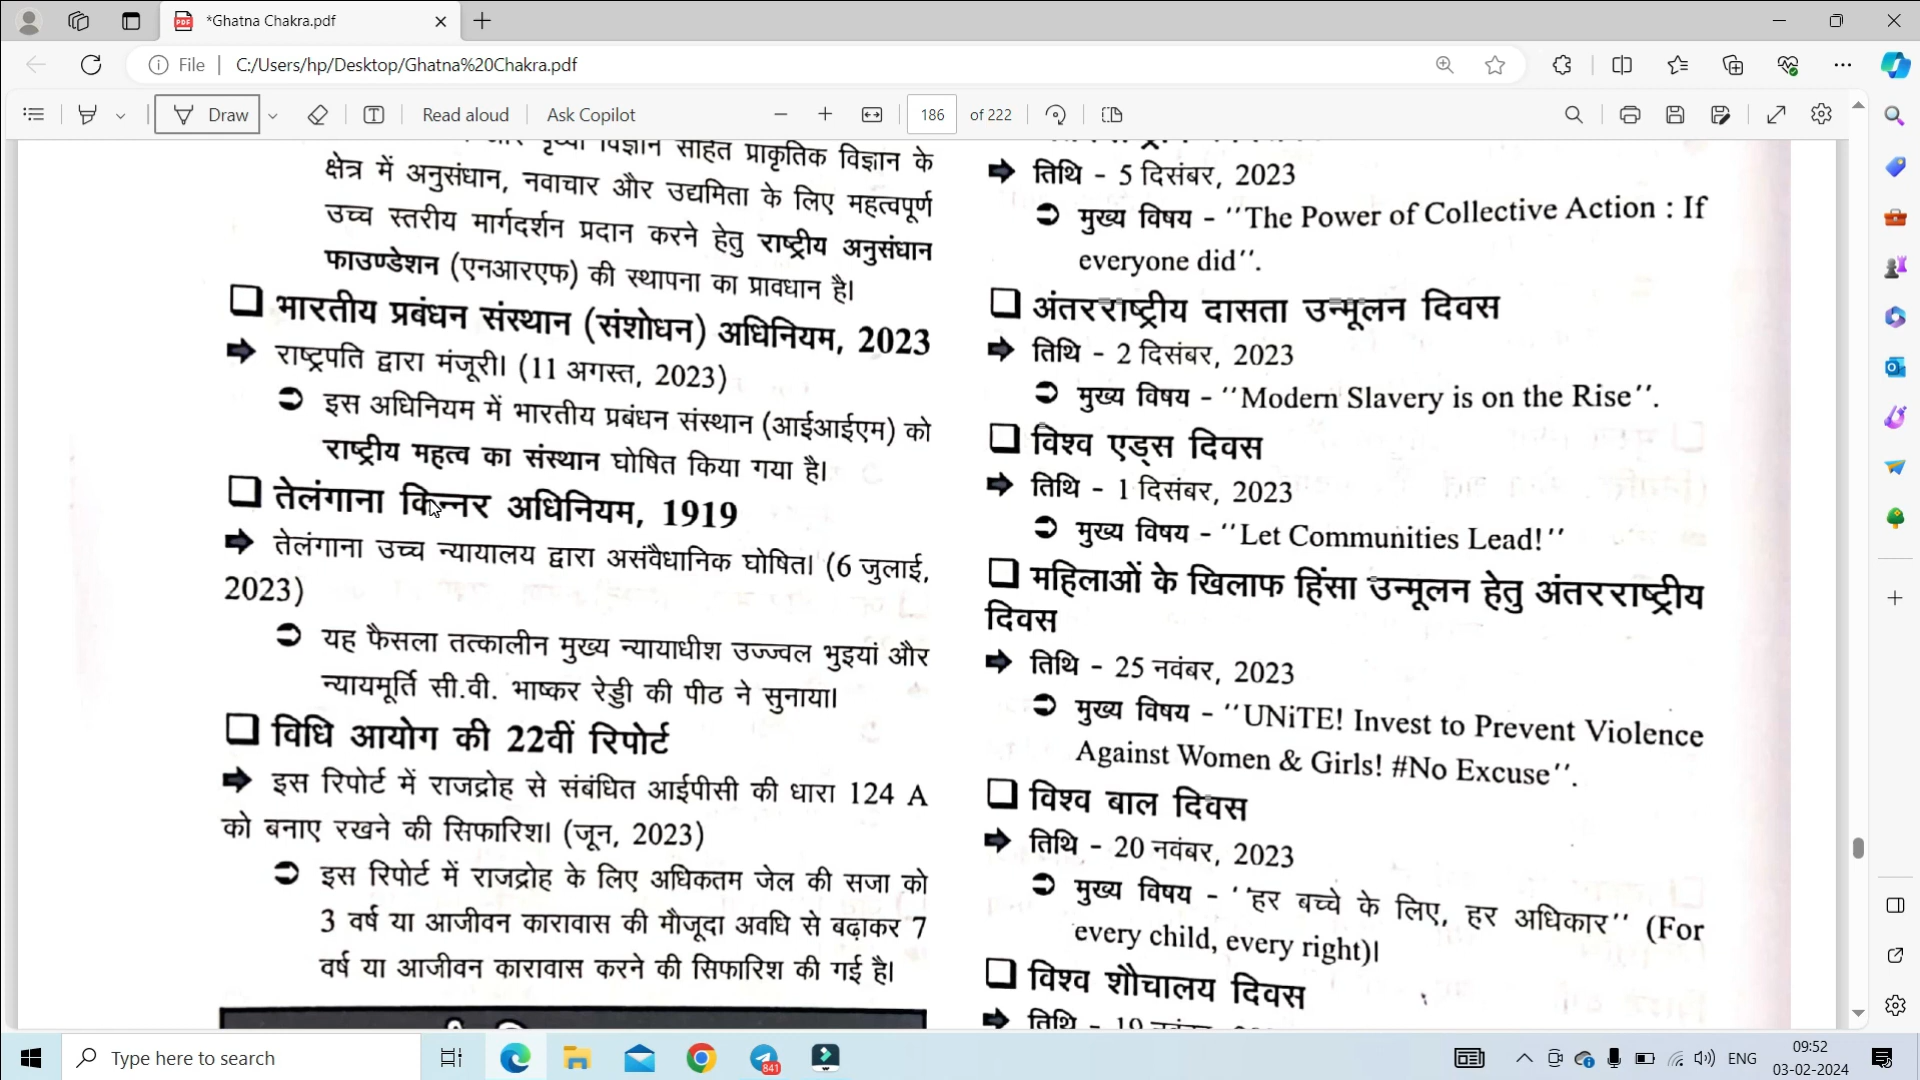 *Ghatna Chakra.pdf
File
C:/Users/hp/Desktop/Ghatna%20Chakra.pdf
Draw
Read aloud
Ask Copilot
186
of 222
विज्ञान सहित प्राकृतिक विज्ञान के
क्षेत्र में अनुसंधान, नवाचार और उद्यमिता के लिए महत्वपूर्ण
उच्च स्तरीय मार्गदर्शन प्रदान करने हेतु राष्ट्रीय अनुसंधान
फाउण्डेशन (एनआरएफ) की स्थापना का प्रावधान है।
भारतीय प्रबंधन संस्थान (संशोधन) अधिनियम, 2023
राष्ट्रपति द्वारा मंजूरी। (11 अगस्त, 2023)
इस अधिनियम में भारतीय प्रबंधन संस्थान (आईआईएम) को
राष्ट्रीय महत्व का संस्थान घोषित किया गया है।
तेलंगाना किन्नर अधिनियम, 1919
तेलंगाना उच्च न्यायालय द्वारा असंवैधानिक घोषित। (6 जुलाई,
2023)
यह फैसला तत्कालीन मुख्य न्यायाधीश उज्ज्वल भुइयां और
न्यायमूर्ति सी.वी. भाष्कर रेड्डी की पीठ ने सुनाया।
विधि आयोग की 22वीं रिपोर्ट
इस रिपोर्ट में राजद्रोह से संबंधित आईपीसी की धारा 124 A
को बनाए रखने की सिफारिश। (जून, 2023)
इस रिपोर्ट में राजद्रोह के लिए अधिकतम जेल की सजा को
3 वर्ष या आजीवन कारावास की मौजूदा अवधि से बढ़ाकर 7
वर्ष या आजीवन कारावास करने की सिफारिश की गई है।
तिथि - 5 दिसंबर, 2023
मुख्य विषय - ''The Power of Collective Action : If
everyone did''.
अंतरराष्ट्रीय दासता उन्मूलन दिवस
तिथि - 2 दिसंबर, 2023
मुख्य विषय - ''Modern Slavery is on the Rise''.
विश्व एड्स दिवस
तिथि - 1 दिसंबर, 2023
मुख्य विषय - ''Let Communities Lead!''
महिलाओं के खिलाफ हिंसा उन्मूलन हेतु अंतरराष्ट्रीय
दिवस
तिथि - 25 नवंबर, 2023
मुख्य विषय - ''UNiTE! Invest to Prevent Violence
Against Women & Girls! #No Excuse''.
विश्व बाल दिवस
तिथि - 20 नवंबर, 2023
मुख्य विषय - ''हर बच्चे के लिए, हर अधिकार'' (For
every child, every right)।
विश्व शौचालय दिवस
तिथि - 19
Type here to search
841
ENG
09:52
03-02-2024